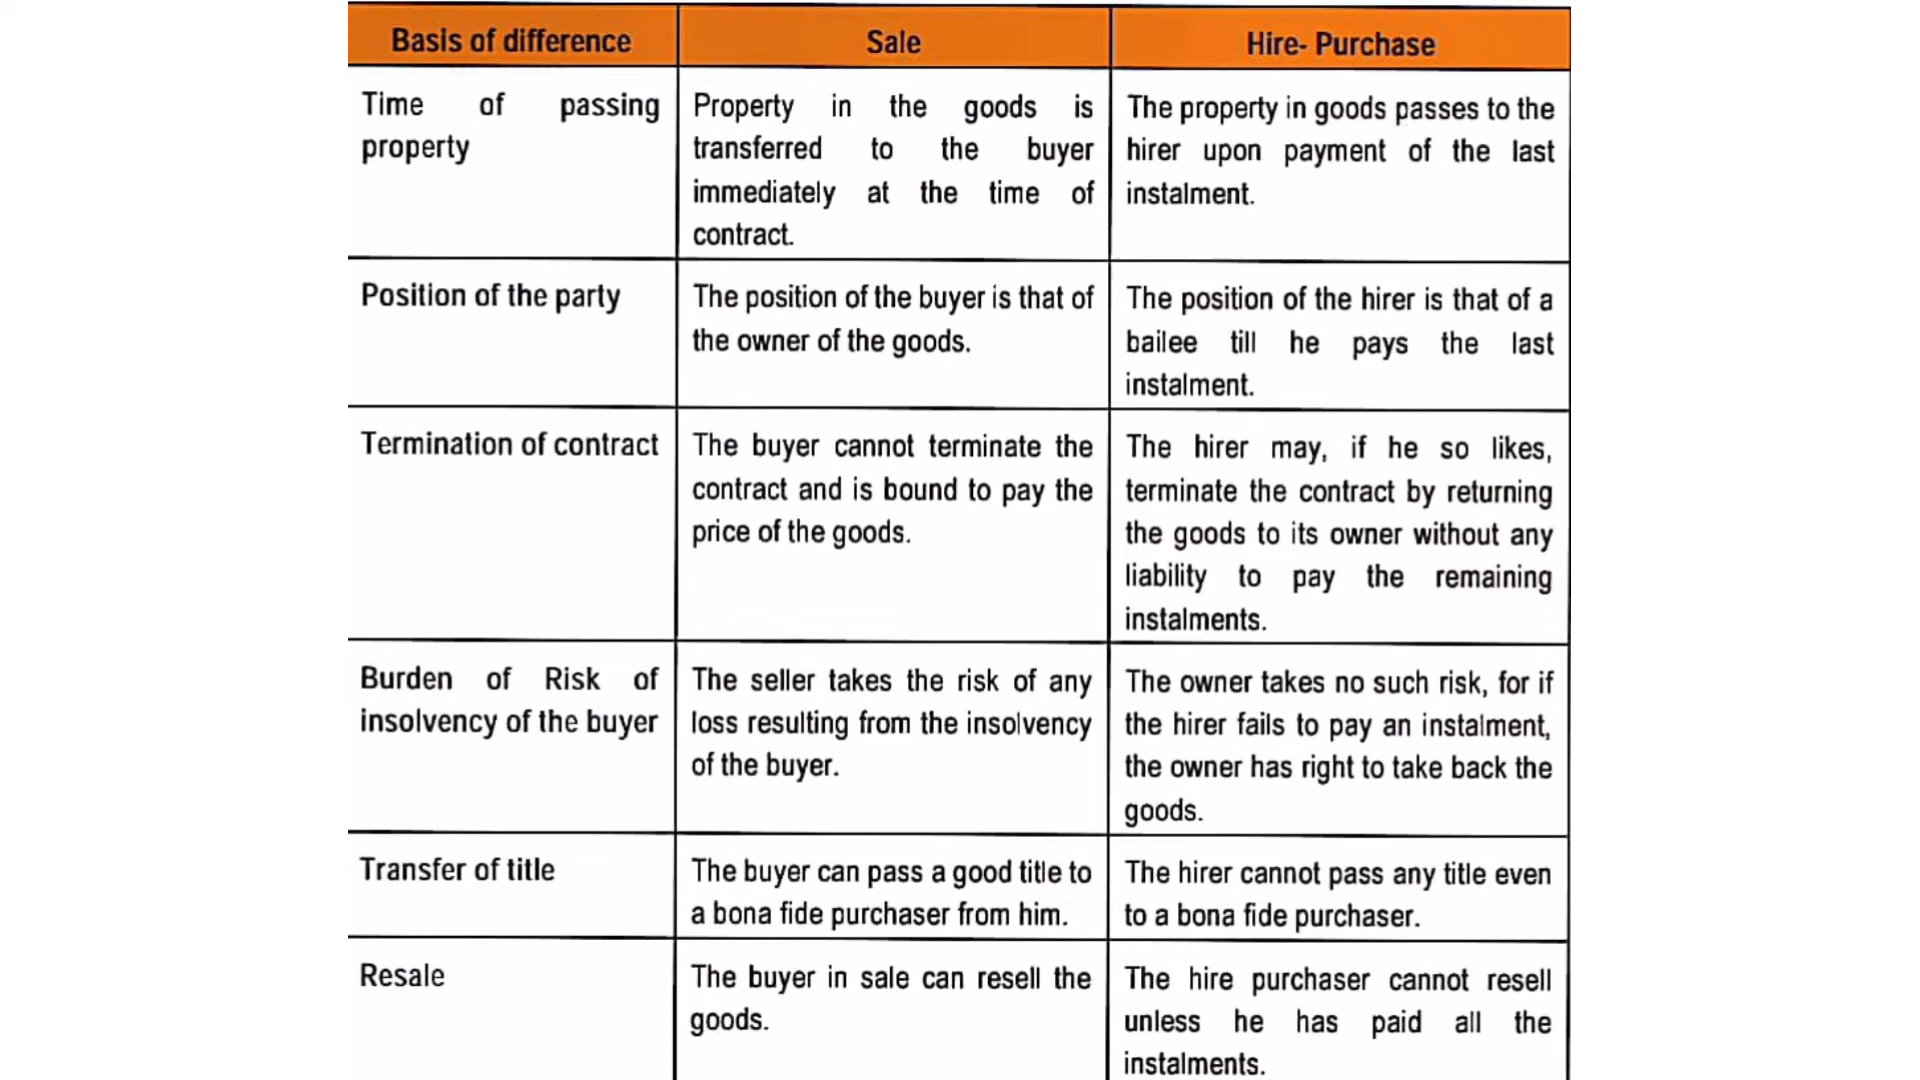 Basis of difference
Sale
Hire- Purchase
Time of passing
property
Property in the goods is
transferred to the buyer
immediately at the time of
contract.
The property in goods passes to the
hirer upon payment of the last
instalment.
Position of the party
The position of the buyer is that of
the owner of the goods.
The position of the hirer is that of a
bailee till he pays the last
instalment.
Termination of contract
The buyer cannot terminate the
contract and is bound to pay the
price of the goods.
The hirer may, if he so likes,
terminate the contract by returning
the goods to its owner without any
liability to pay the remaining
instalments.
Burden of Risk of
insolvency of the buyer
The seller takes the risk of any
loss resulting from the insolvency
of the buyer.
The owner takes no such risk, for if
the hirer fails to pay an instalment,
the owner has right to take back the
goods.
Transfer of title
The buyer can pass a good title to
a bona fide purchaser from him.
The hirer cannot pass any title even
to a bona fide purchaser.
Resale
The buyer in sale can resell the
goods.
The hire purchaser cannot resell
unless he has paid all the
instalments.